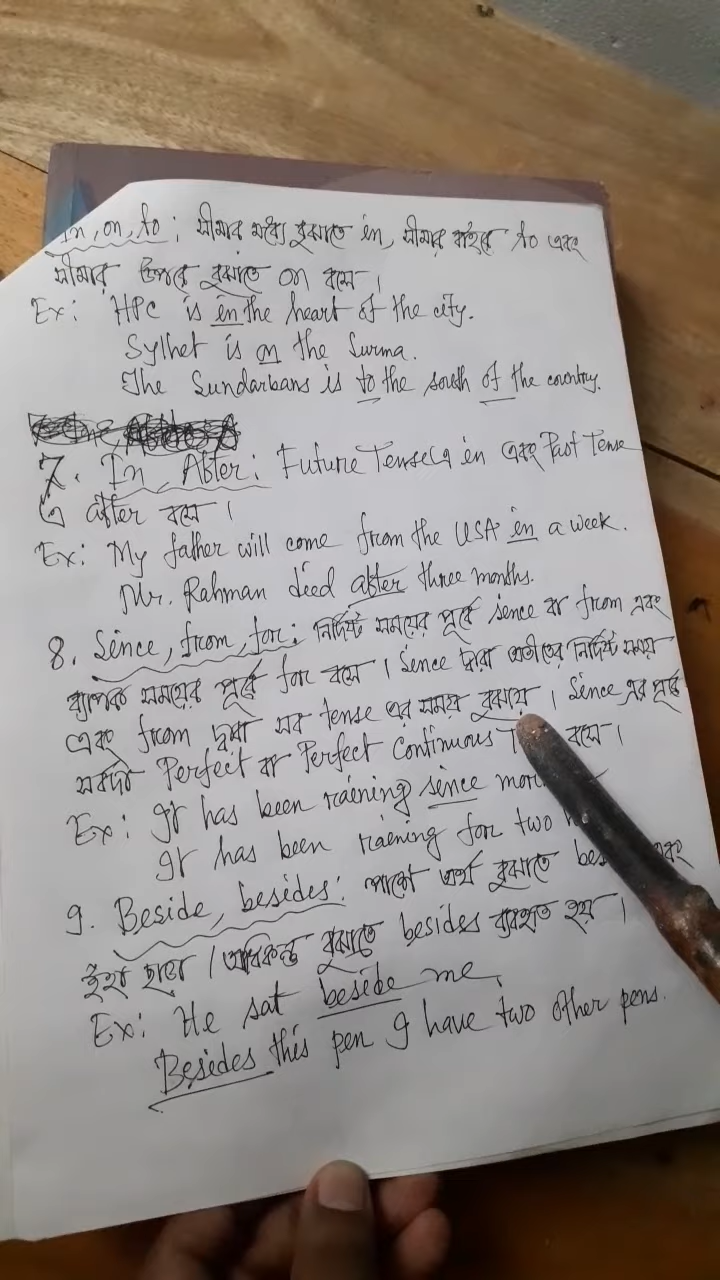 In, on, to : সীমার মধ্যে বুঝাতে in, সীমার বাইরে to এবং
সীমার উপরে বুঝাতে on বসে।
Ex: HPC is in the heart of the city.
Sylhet is on the Surma.
The Sundarbans is to the south of the country.
7. In, After: Future Tense এ in এবং Past Tense
এ after বসে।
Ex: My father will come from the USA in a week.
Mr. Rahman died after three months.
8. Since, from, for: নির্দিষ্ট সময়ের পূর্বে since বা from এবং
ব্যাপক সময়ের পূর্বে for বসে। Since দ্বারা অতীতের নির্দিষ্ট সময়
এবং from দ্বারা সব tense এর সময় বুঝায়। Since এর পূর্বে
সর্বদা Perfect বা Perfect Continuous বসে।
Ex: It has been raining since
It has been raining for two
9. Beside, besides: পাশে অর্থ বুঝাতে এবং
ইহা ছাড়া / অধিকন্তু বুঝাতে besides ব্যবহৃত হয়।
Ex: He sat beside me.
Besides this pen I have two other pens.